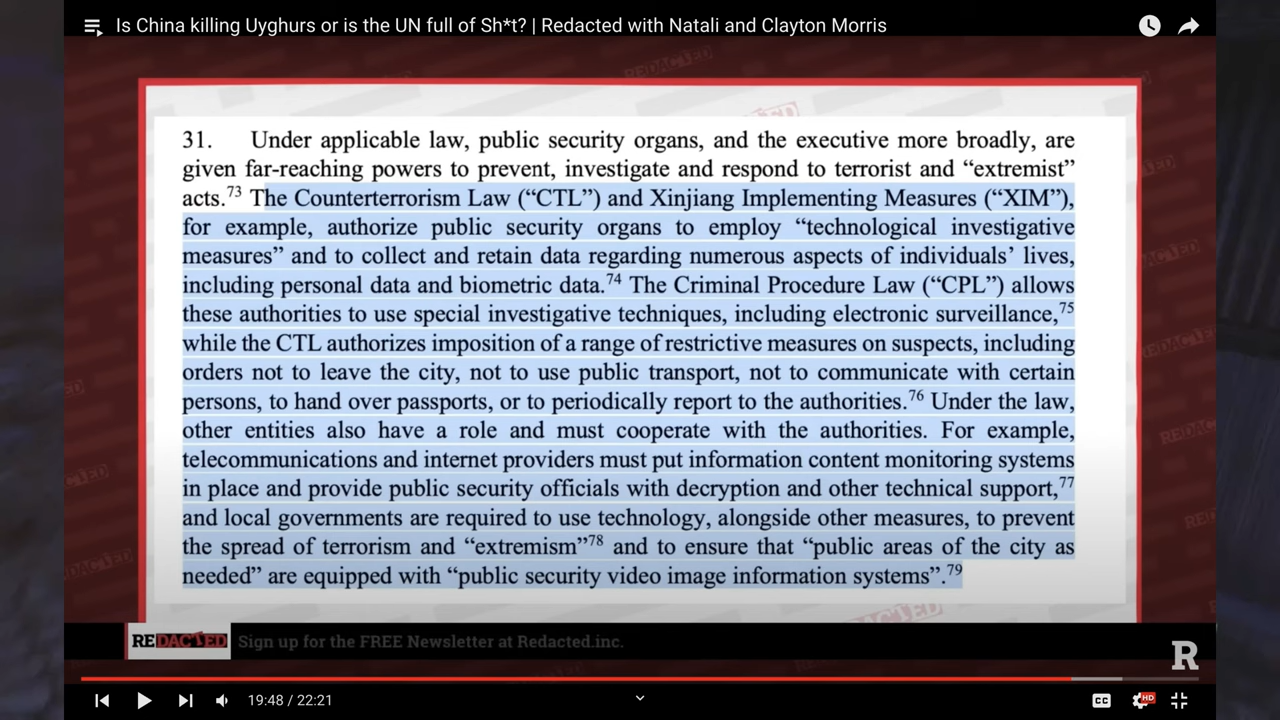 Is China killing Uyghurs or is the UN full of Sh*t? | Redacted with Natali and Clayton Morris
31. Under applicable law, public security organs, and the executive more broadly, are
given far-reaching powers to prevent, investigate and respond to terrorist and “extremist”
acts.73 The Counterterrorism Law (“CTL”) and Xinjiang Implementing Measures (“XIM”),
for example, authorize public security organs to employ “technological investigative
measures” and to collect and retain data regarding numerous aspects of individuals’ lives,
including personal data and biometric data.74 The Criminal Procedure Law (“CPL”) allows
these authorities to use special investigative techniques, including electronic surveillance,75
while the CTL authorizes imposition of a range of restrictive measures on suspects, including
orders not to leave the city, not to use public transport, not to communicate with certain
persons, to hand over passports, or to periodically report to the authorities.76 Under the law,
other entities also have a role and must cooperate with the authorities. For example,
telecommunications and internet providers must put information content monitoring systems
in place and provide public security officials with decryption and other technical support,77
and local governments are required to use technology, alongside other measures, to prevent
the spread of terrorism and “extremism”78 and to ensure that “public areas of the city as
needed” are equipped with “public security video image information systems”.79
REDACTED Sign up for the FREE Newsletter at Redacted.inc.
R
19:48 / 22:21
CC
HD